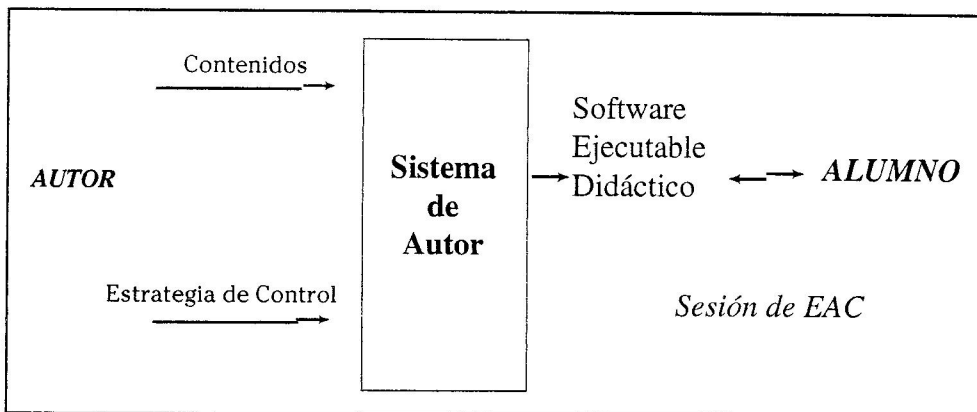 Contenidos
AUTOR
Estrategia de Control
Sistema
de
Autor
Software
Ejecutable
Didáctico
ALUMNO
Sesión de EAC